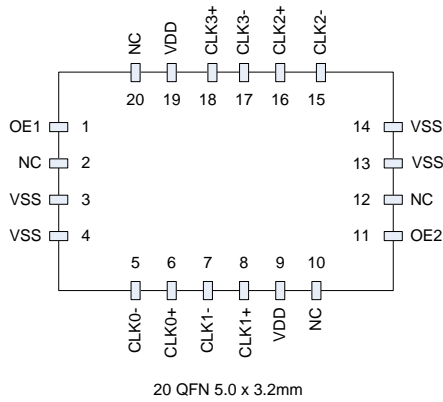 NC
VDD
CLK3+
CLK3-
CLK2+
CLK2-
20 19 18 17 16 15
OE1 1
NC 2
VSS 3
VSS 4
14 VSS
13 VSS
12 NC
11 OE2
5 6 7 8 9 10
CLK0-
CLK0+
CLK1-
CLK1+
VDD
NC
20 QFN 5.0 x 3.2mm